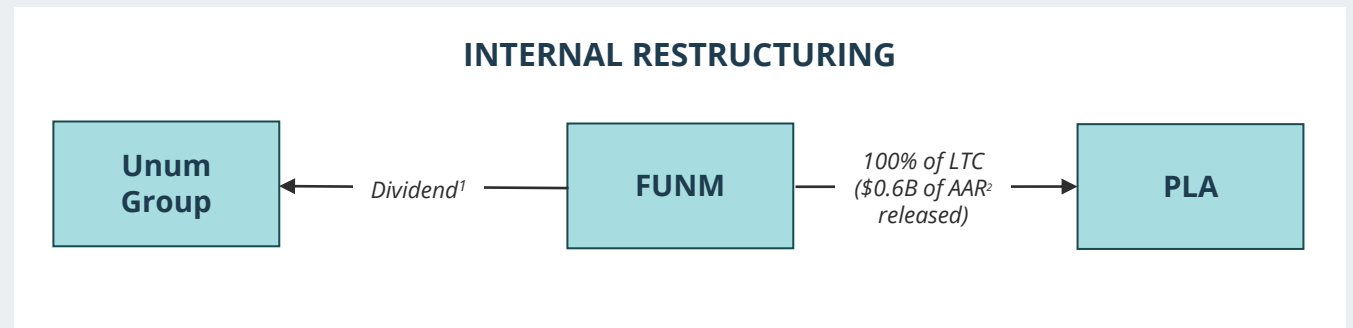 INTERNAL RESTRUCTURING
Unum
Group
Dividend¹
FUNM
100% of LTC
($0.6B of AAR²
released)
PLA